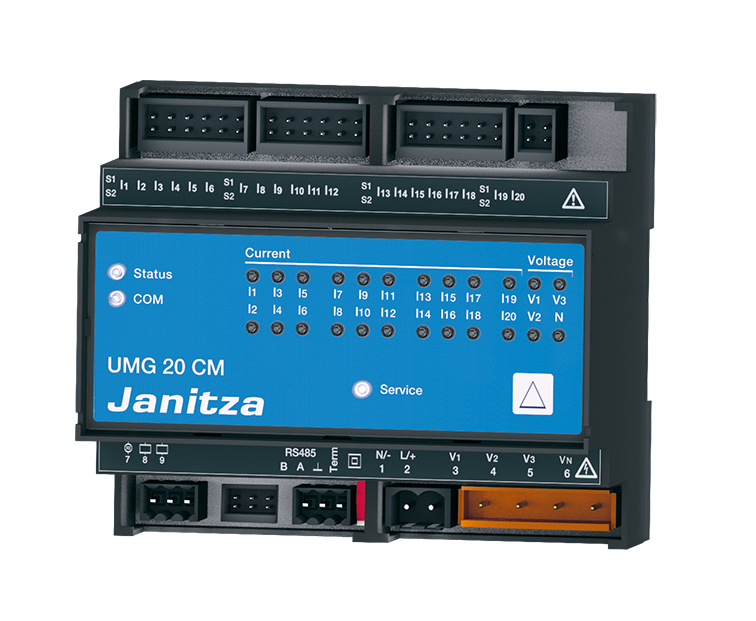 S1 I1 I2 I3 I4 I5 I6 S1 I7 I8 I9 I10 I11 I12 S1 I13 I14 I15 I16 I17 I18 S1 I19 I20
S2 S2 S2 S2
Current
Voltage
Status
COM
I1 I3 I5 I7 I9 I11 I13 I15 I17 I19 V1 V3
I2 I4 I6 I8 I10 I12 I14 I16 I18 I20 V2 N
UMG 20 CM
Janitza
Service
RS485 Term N/- L/+ V1 V2 V3 VN
7 8 9 B A 1 2 3 4 5 6